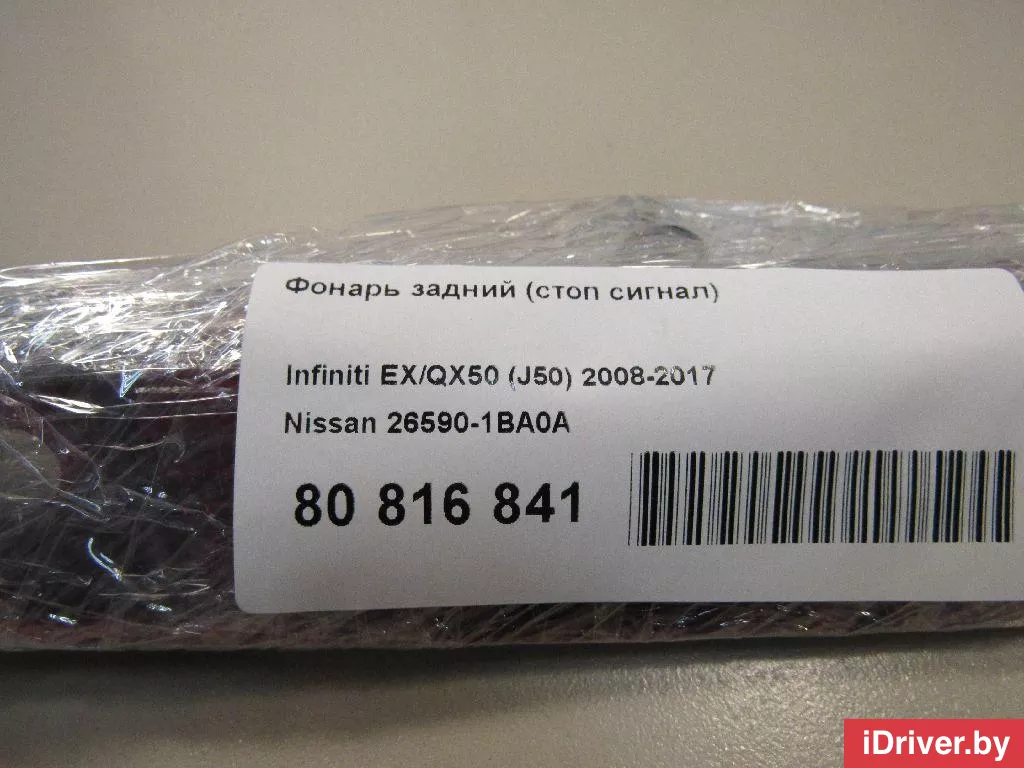 Фонарь задний (стоп сигнал)
Infiniti EX/QX50 (J50) 2008-2017
Nissan 26590-1BA0A
80 816 841
iDriver.by